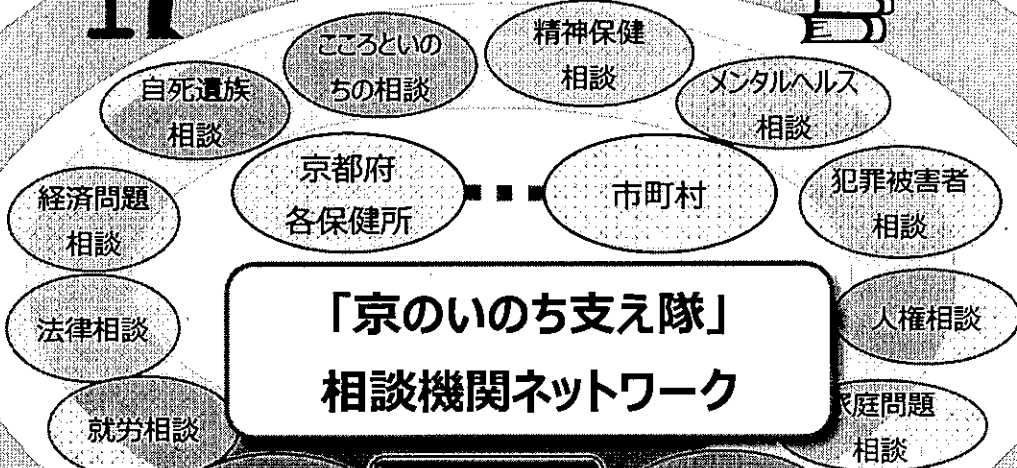 こころといの
ちの相談
精神保健
相談
自死遺族
相談
メンタルヘルス
相談
京都府
各保健所
市町村
経済問題
相談
犯罪被害者
相談
法律相談
「京のいのち支え隊」
相談機関ネットワーク
人権相談
就労相談
家庭問題
相談